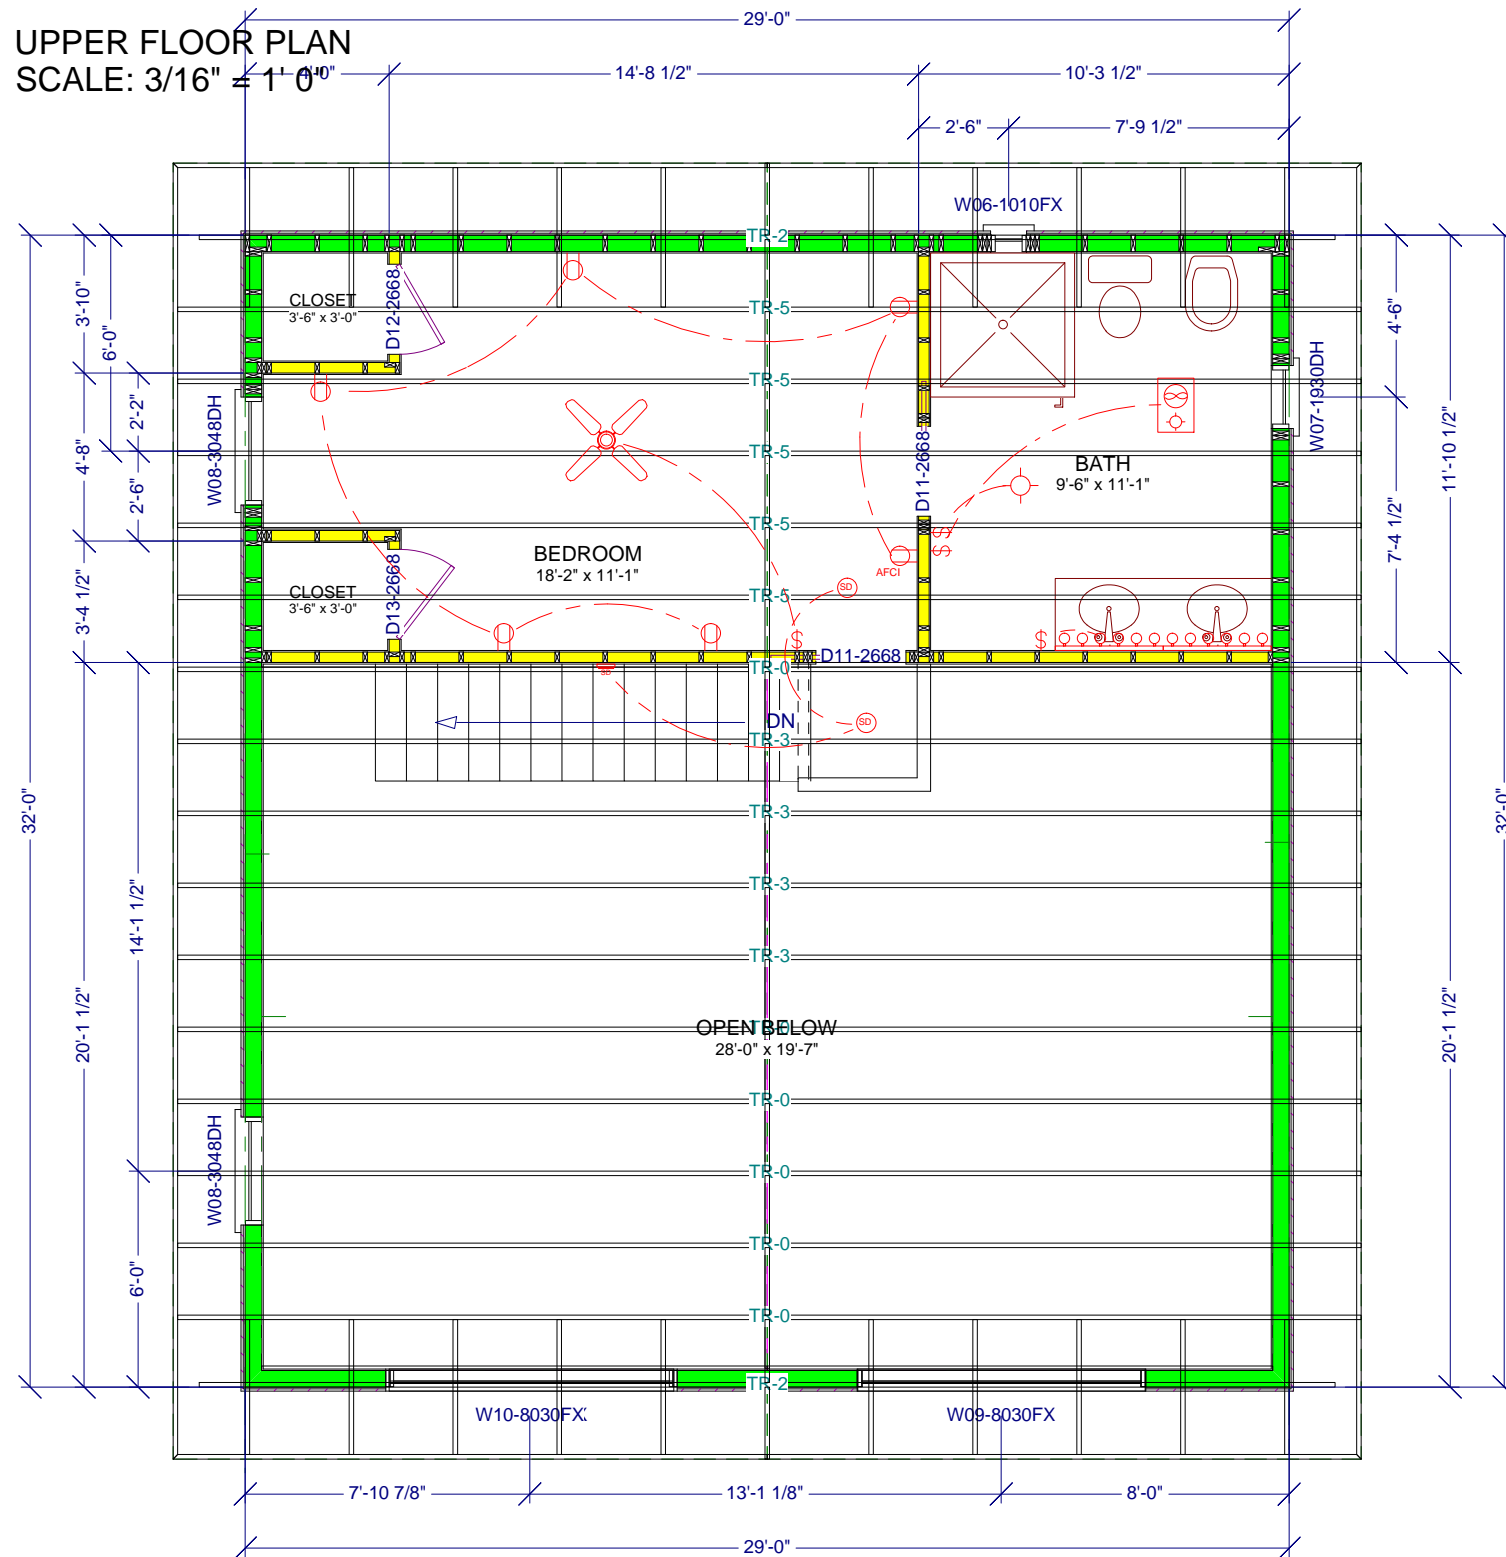 29'-0"
UPPER FLOOR PLAN
SCALE: 3/16" = 1' 0"
4'-0"
14'-8 1/2"
10'-3 1/2"
2'-6"
7'-9 1/2"
W06-1010FX
TR-2
CLOSET
3'-6" x 3'-0"
D12-2668
TR-5
3'-10"
6'-0"
4'-6"
TR-5
2'-2"
W08-3048DH
W07-1930DH
4'-8"
TR-5
D11-2668
BATH
9'-6" x 11'-1"
11'-10 1/2"
2'-6"
TR-5
$$
7'-4 1/2"
BEDROOM
18'-2" x 11'-1"
AFCI
SD
CLOSET
3'-6" x 3'-0"
D13-2668
TR-5
3'-4 1/2"
$
$
D11-2668
TR-0
SD
DN
SD
TR-3
32'-0"
32'-0"
TR-3
TR-3
14'-1 1/2"
TR-3
20'-1 1/2"
20'-1 1/2"
OPEN BELOW
TR-0
28'-0" x 19'-7"
TR-0
W08-3048DH
TR-0
TR-0
6'-0"
TR-0
TR-2
W10-8030FX
W09-8030FX
7'-10 7/8"
13'-1 1/8"
8'-0"
29'-0"